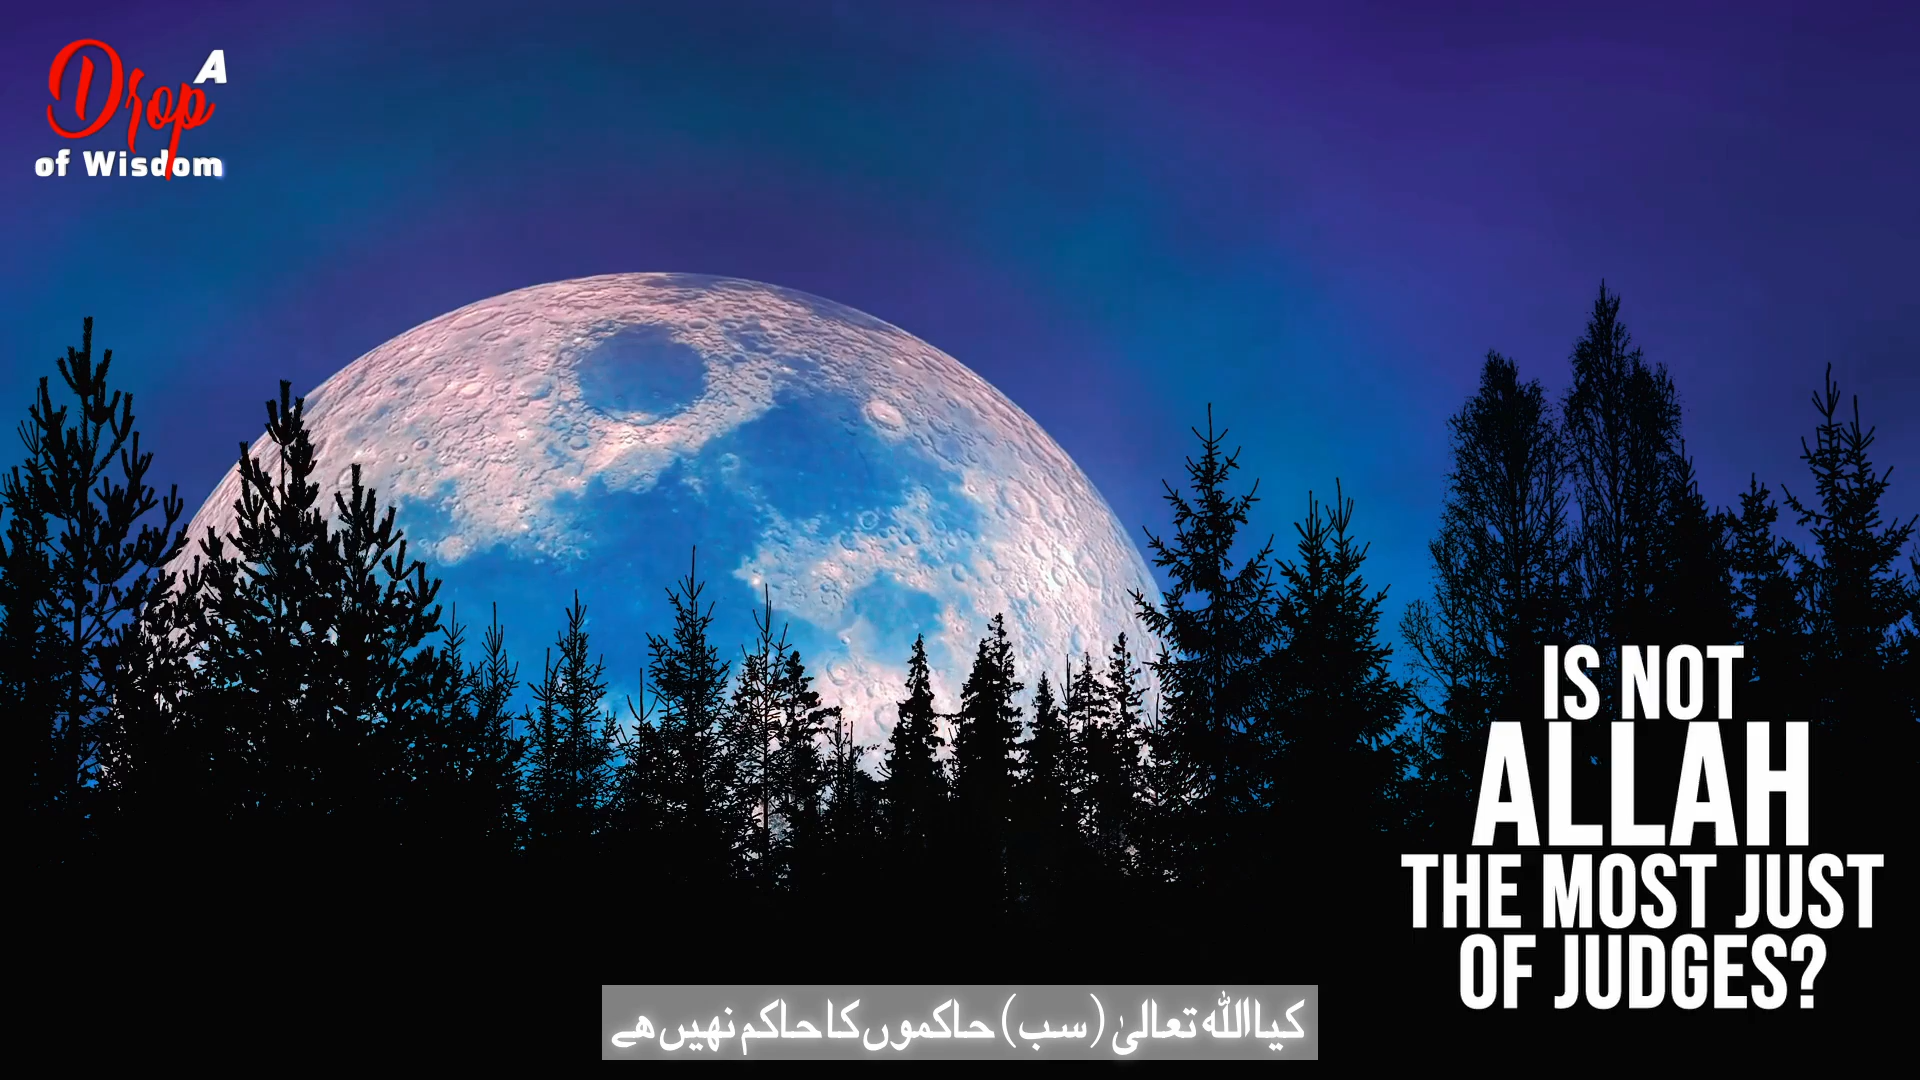 A
Drop
of Wisdom
IS NOT
ALLAH
THE MOST JUST
OF JUDGES?
کیا اللہ تعالیٰ (سب) حاکموں کا حاکم نہیں ہے